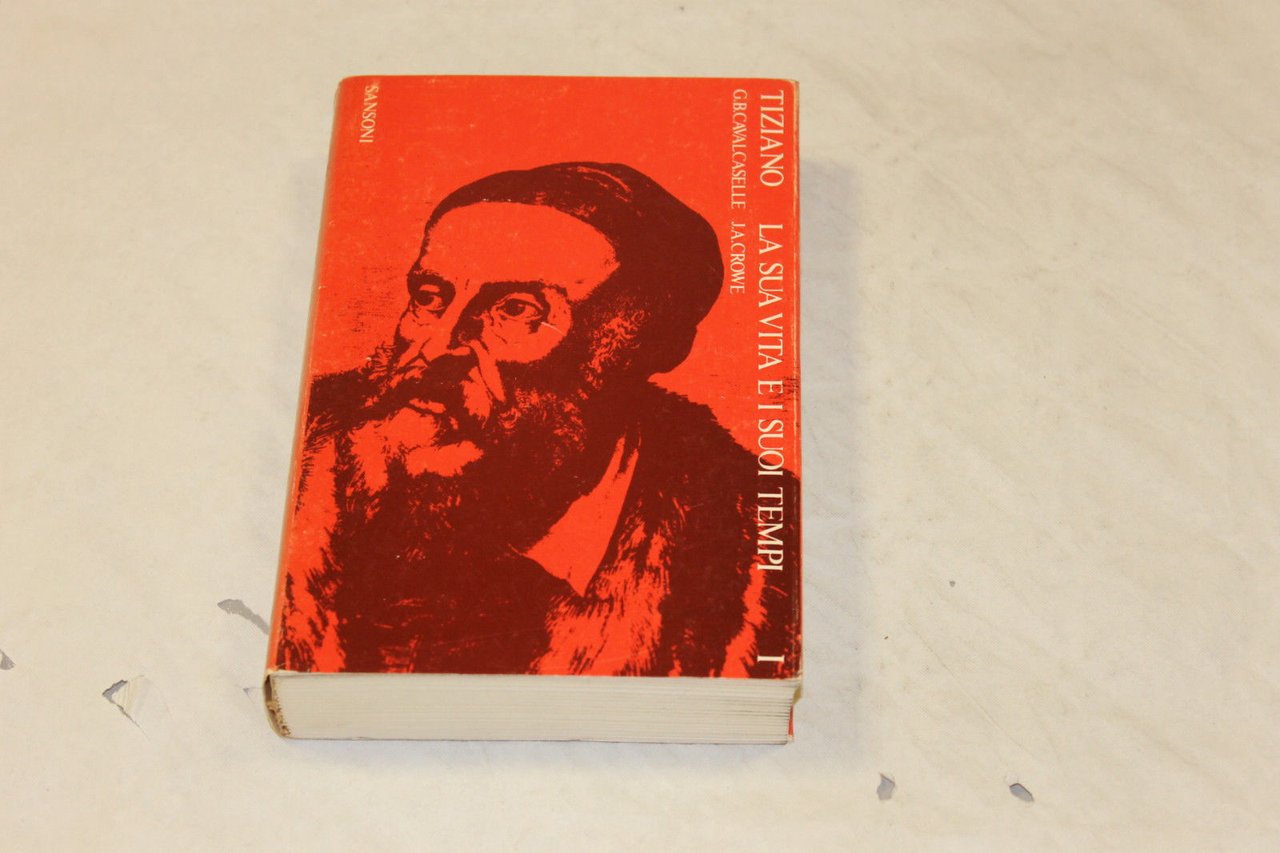 TIZIANO LA SUA VITA E I SUOI TEMPI I
G.B.CAVALCASELLE J.A.CROWE
SANSONI